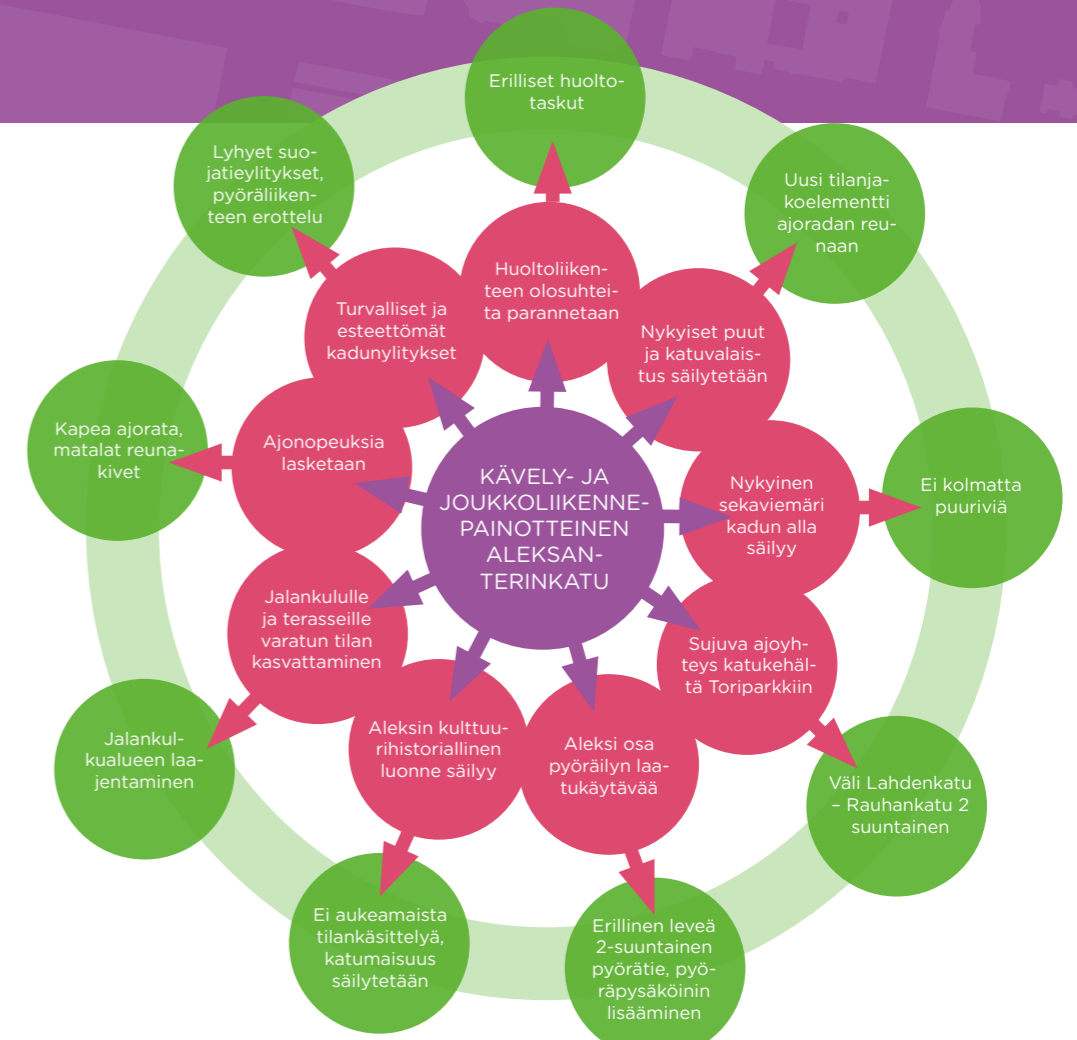 Erilliset huolto-
taskut
Lyhyet suo-
jatieylitykset,
pyöräliiken-
teen erottelu
Uusi tilanja-
koelementti
ajoradan reu-
naan
Huoltoliiken-
teen olosuhtei-
ta parannetaan
Turvalliset ja
esteettömät
kadunylitykset
Nykyiset puut
ja katuvalais-
tus säilytetään
Kapea ajorata,
matalat reuna-
kivet
Ajonopeuksia
lasketaan
KÄVELY- JA
JOUKKOLIIKENNE-
PAINOTTEINEN
ALEKSAN-
TERINKATU
Nykyinen
sekaviemäri
kadun alla
säilyy
Ei kolmatta
puuriviä
Jalankululle
ja terasseille
varatun tilan
kasvattaminen
Sujuva ajoyh-
teys katukehäl-
tä Toriparkkiin
Jalankul-
kualueen laa-
jentaminen
Aleksin kulttuu-
rihistoriallinen
luonne säilyy
Aleksi osa
pyöräilyn laa-
tukäytävää
Väli Lahdenkatu
– Rauhankatu 2
suuntainen
Ei aukeamaista
tilankäsittelyä,
katumaisuus
säilytetään
Erillinen leveä
2-suuntainen
pyörätie, pyö-
räpysäköinin
lisääminen